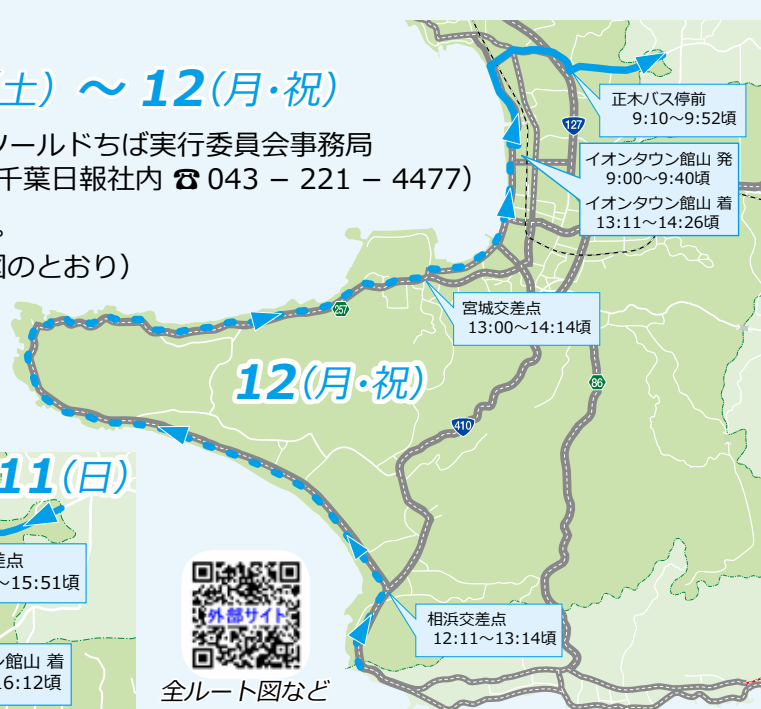 (土) ～ 12(月・祝)
ツールドちば実行委員会事務局
千葉日報社内 ☎ 043 － 221 － 4477）
図のとおり）
正木バス停前
9:10～9:52頃
127
イオンタウン館山 発
9:00～9:40頃
イオンタウン館山 着
13:11～14:26頃
宮城交差点
13:00～14:14頃
257
12(月・祝)
86
410
11(日)
差点
～15:51頃
相浜交差点
12:11～13:14頃
館山 着
16:12頃
外部サイト
全ルート図など